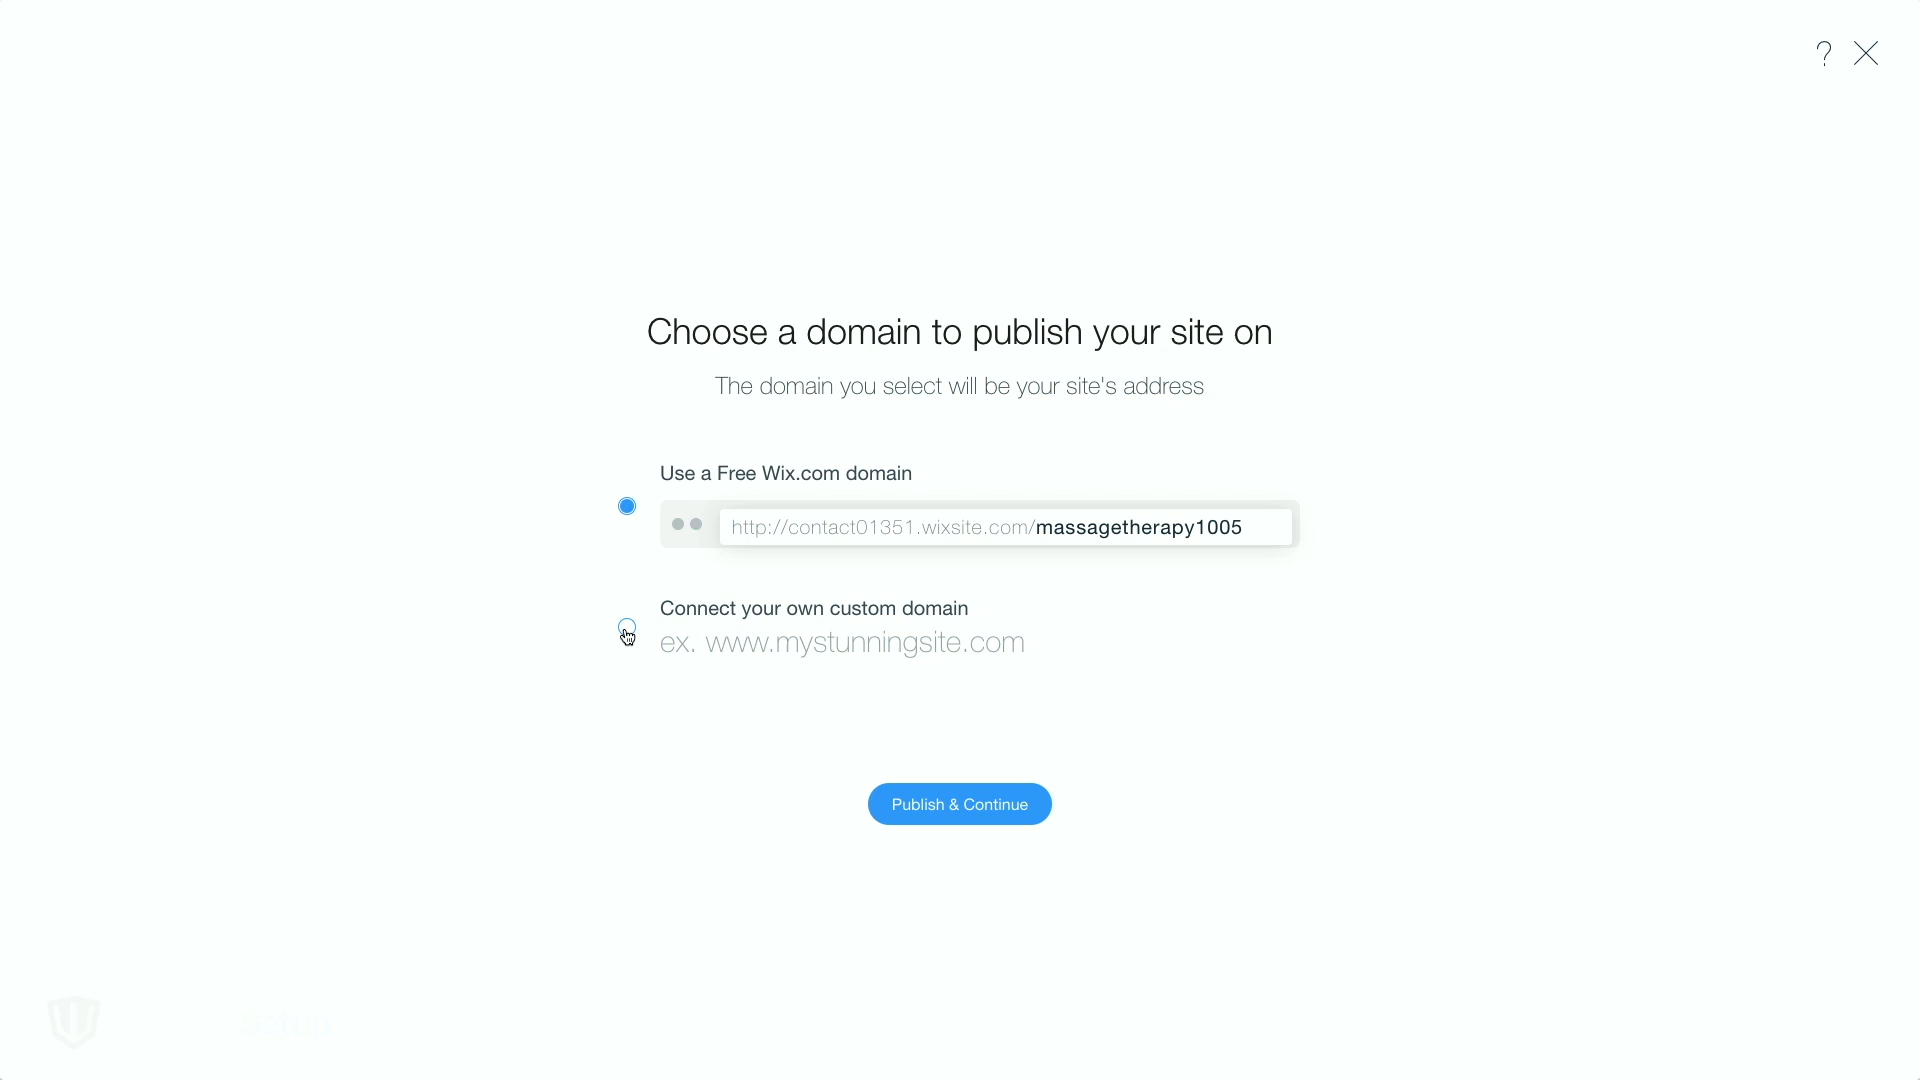 ?
Choose a domain to publish your site on
The domain you select will be your site's address
Use a Free Wix.com domain
http://contact01351.wixsite.com/massagetherapy1005
Connect your own custom domain
ex. www.mystunningsite.com
Publish & Continue